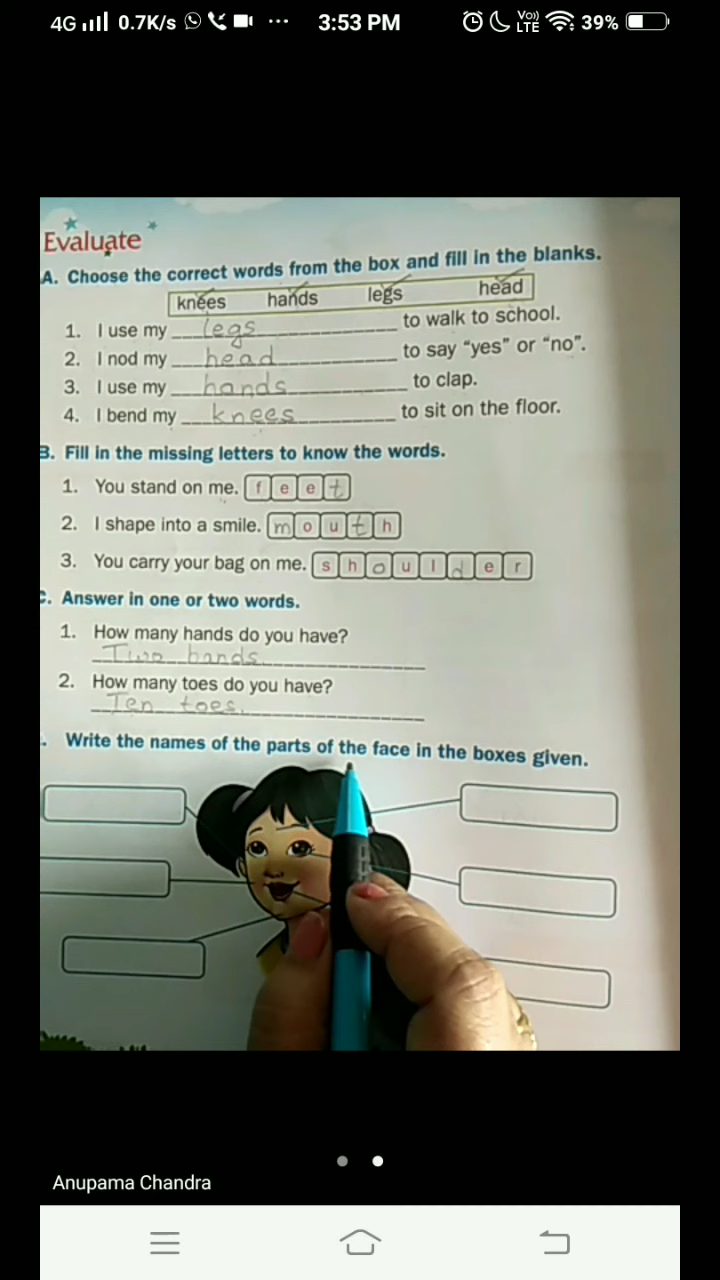 4G 0.7K/s ... 3:53 PM Vo) LTE 39%
Evaluate
A. Choose the correct words from the box and fill in the blanks.
knees hands legs head
1. I use my legs to walk to school.
2. I nod my head to say “yes” or “no”.
3. I use my hands to clap.
4. I bend my knees to sit on the floor.
B. Fill in the missing letters to know the words.
1. You stand on me. feet
2. I shape into a smile. mouth
3. You carry your bag on me. shoulder
C. Answer in one or two words.
1. How many hands do you have?
Two hands.
2. How many toes do you have?
Ten toes.
. Write the names of the parts of the face in the boxes given.
Anupama Chandra